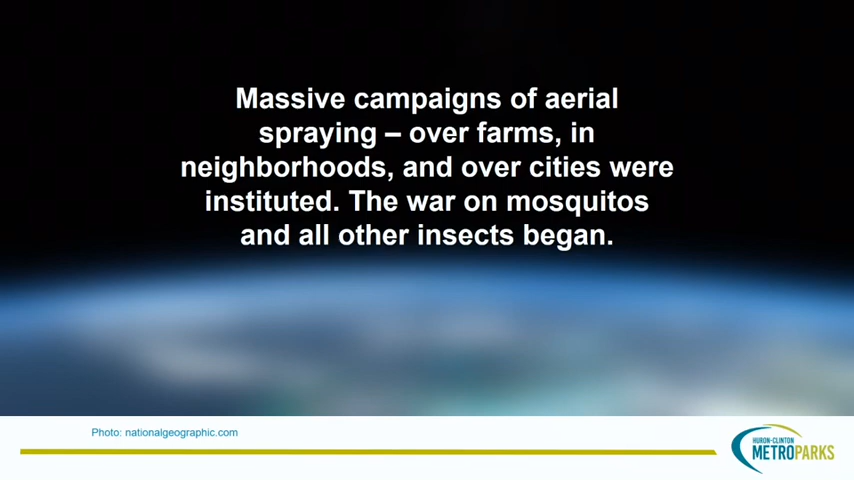 Massive campaigns of aerial
spraying – over farms, in
neighborhoods, and over cities were
instituted. The war on mosquitos
and all other insects began.
Photo: nationalgeographic.com
HURON-CLINTON
METROPARKS